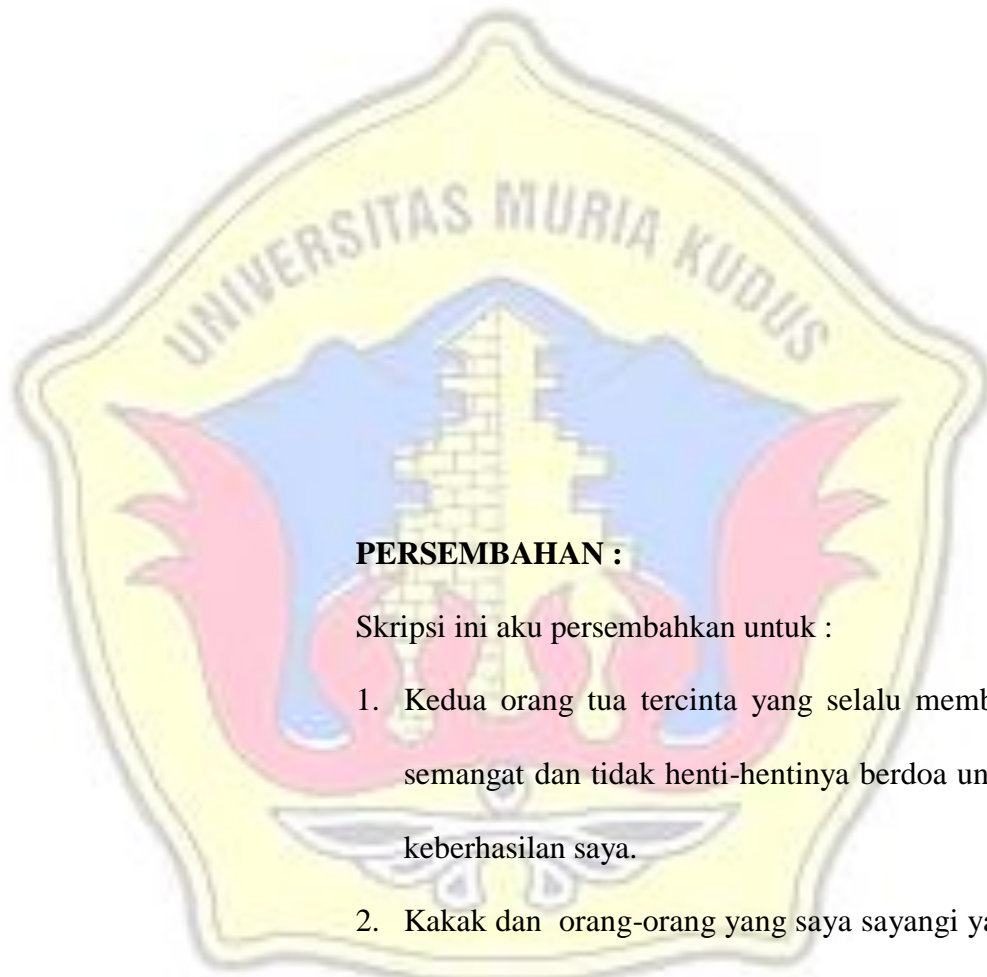 UNIVERSITAS MURIA KUDUS
PERSEMBAHAN :
Skripsi ini aku persembahkan untuk :
1. Kedua orang tua tercinta yang selalu memb
semangat dan tidak henti-hentinya berdoa un
keberhasilan saya.
2. Kakak dan orang-orang yang saya sayangi ya